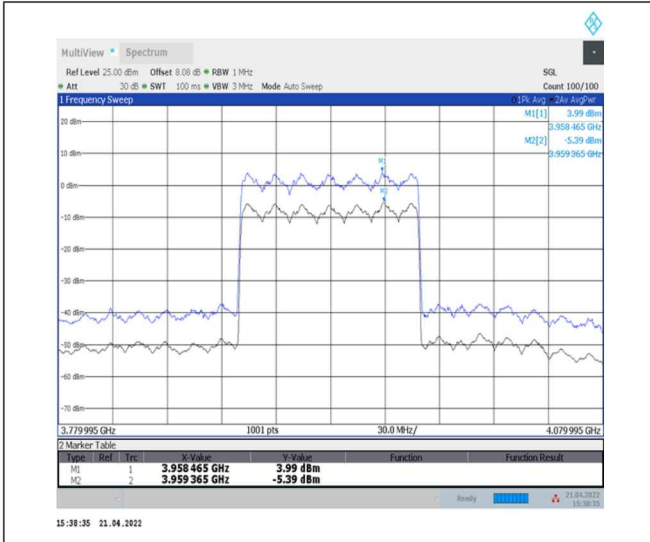 MultiView Spectrum
Ref Level 25.00 dBm Offset 8.08 dB RBW 1 MHz SGL
Att 30 dB SWT 100 ms VBW 3 MHz Mode Auto Sweep Count 100/100
1 Frequency Sweep 1Pk Avg 2Av AvgPwr
M1[1] 3.99 dBm
20 dBm
3.958 465 GHz
M2[2] -5.39 dBm
3.959 365 GHz
10 dBm
M1
0 dBm
M2
-10 dBm
-20 dBm
-30 dBm
-40 dBm
-50 dBm
-60 dBm
-70 dBm
3.779 995 GHz 1001 pts 30.0 MHz/ 4.079 995 GHz
2 Marker Table
Type Ref Trc X-Value Y-Value Function Function Result
M1 1 3.958 465 GHz 3.99 dBm
M2 2 3.959 365 GHz -5.39 dBm
Ready 21.04.2022
15:38:35
15:38:35 21.04.2022